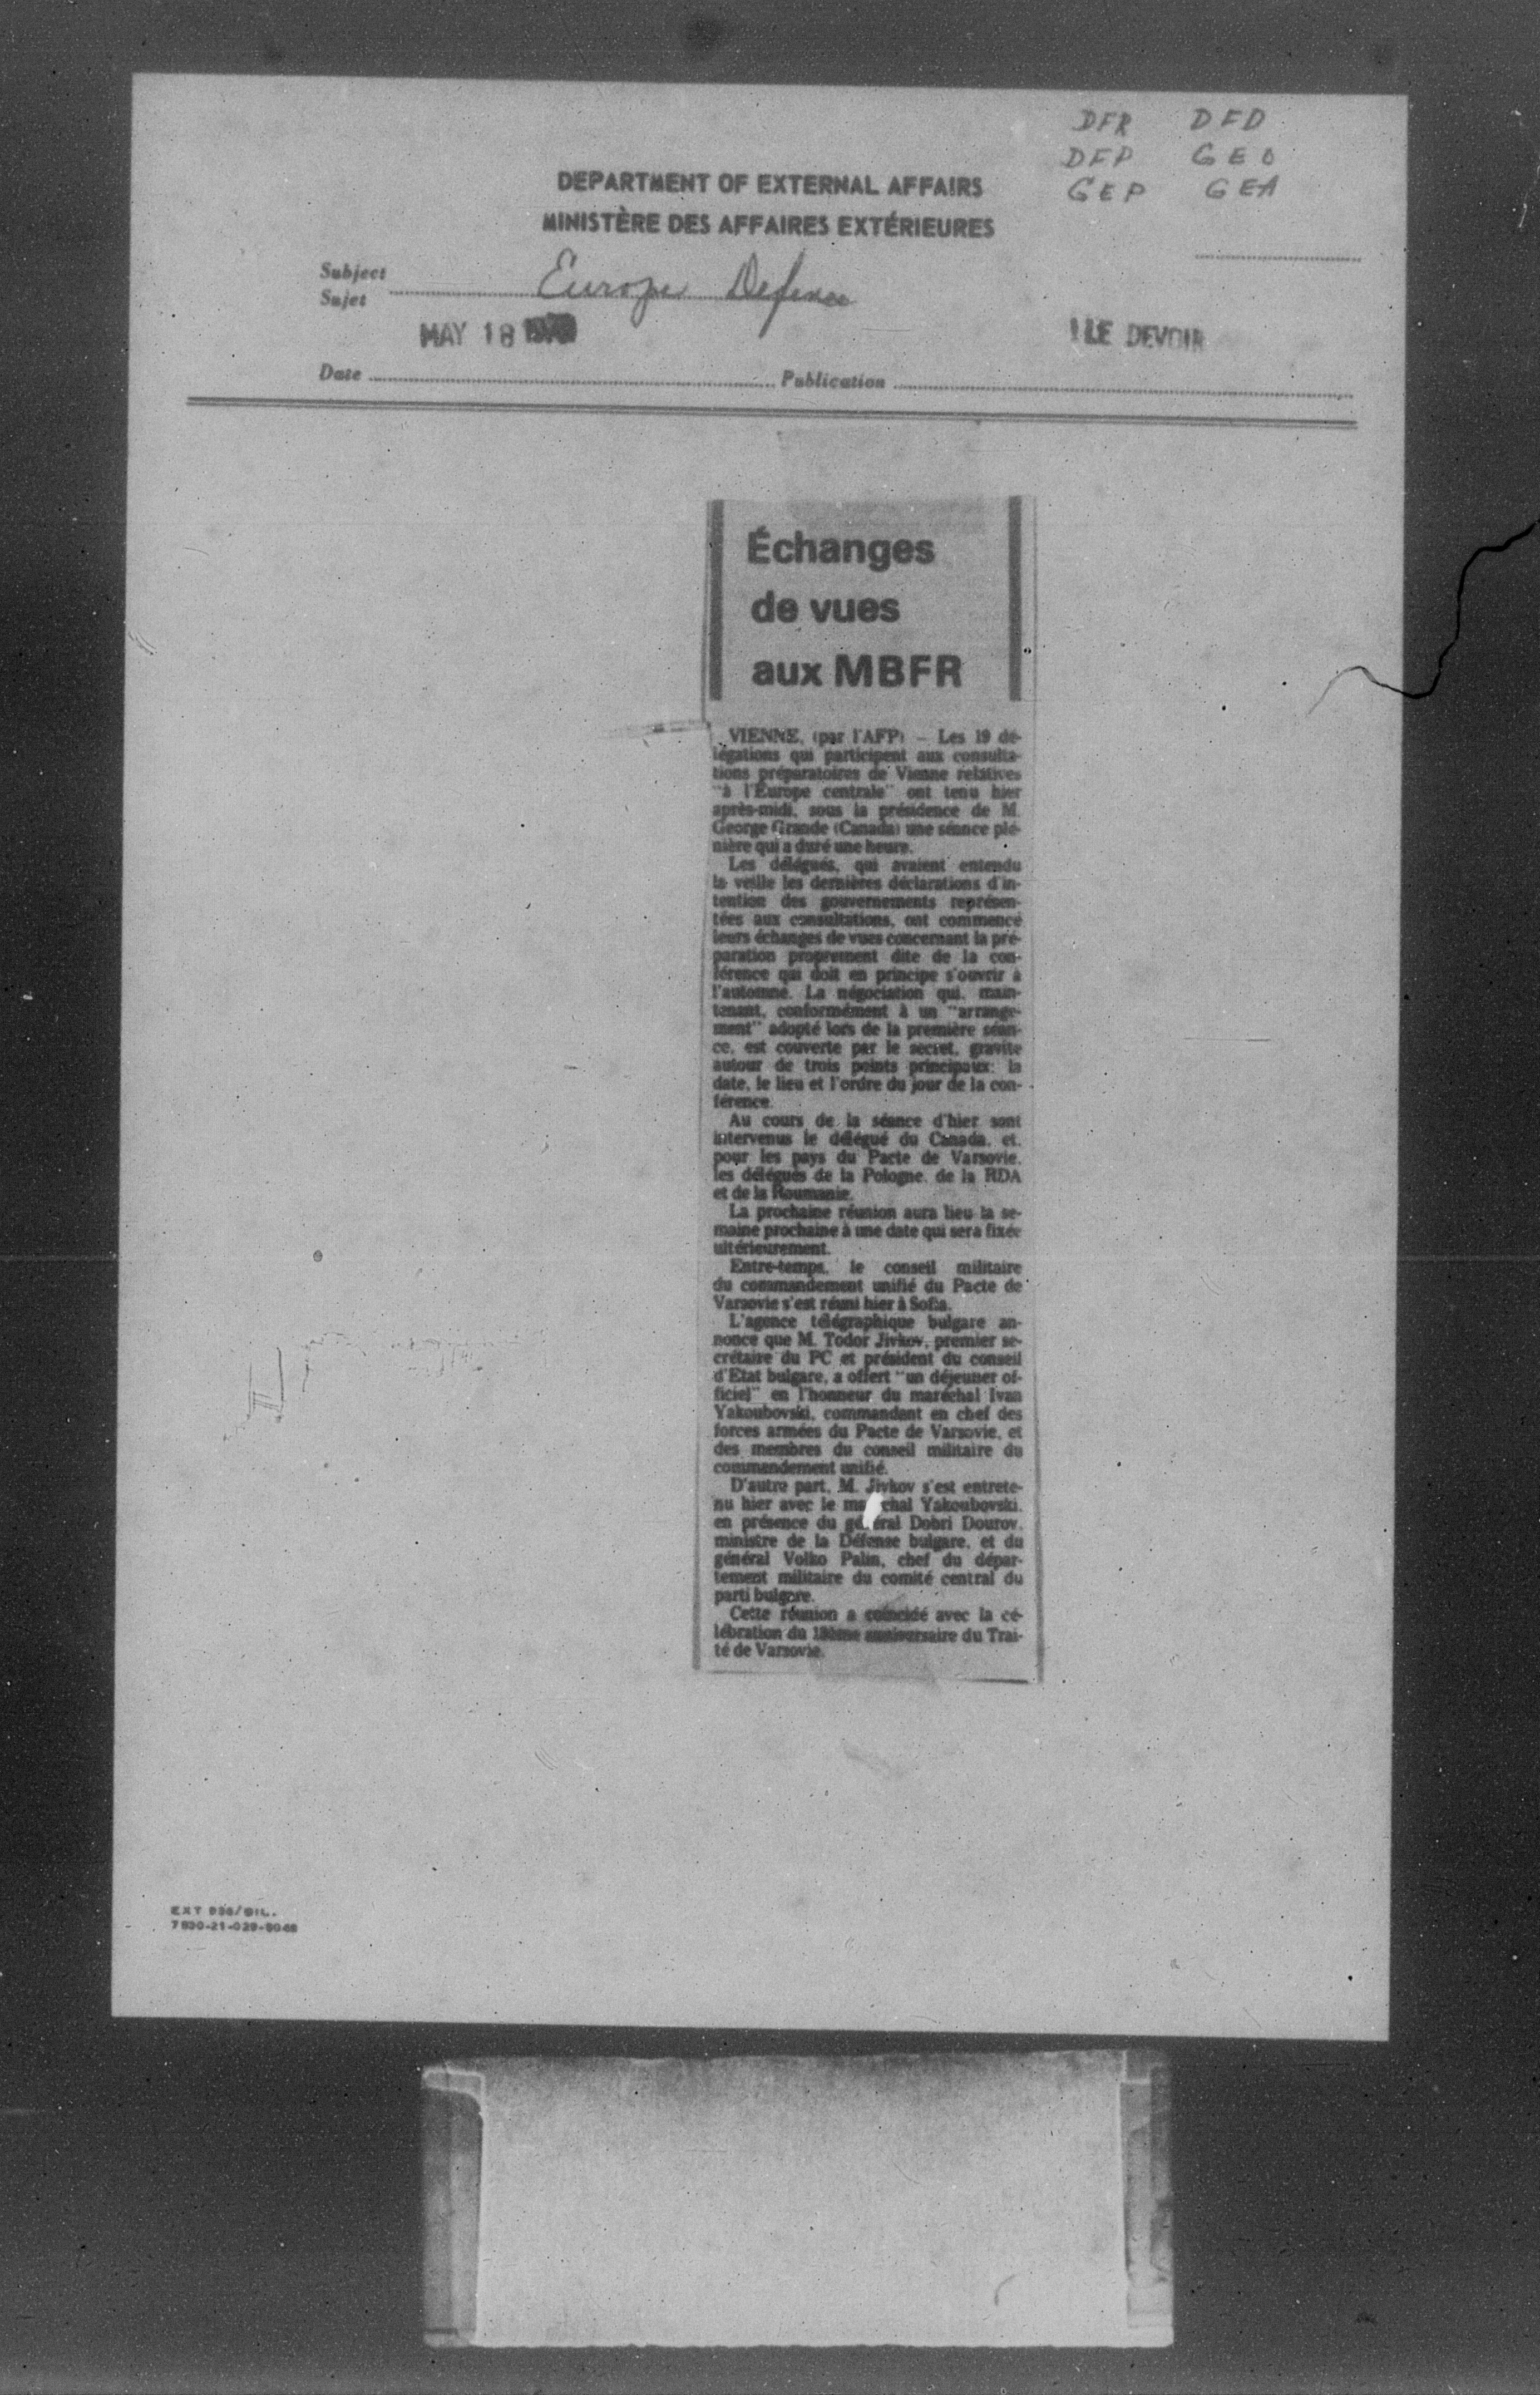 DFR DFD
DFP GEO
GEP GEA
DEPARTMENT OF EXTERNAL AFFAIRS
MINISTÈRE DES AFFAIRES EXTÉRIEURES
Subject
Sujet
Europe Defence
MAY 18
LE DEVOIR
Date
Publication
Échanges
de vues
aux MBFR
VIENNE, (par l'AFP) – Les 19 dé-
légations qui participent aux consulta-
tions préparatoires de Vienne relatives
"à l'Europe centrale" ont tenu hier
après-midi, sous la présidence de M.
George Grande (Canada) une séance plé-
nière qui a duré une heure.
Les délégués, qui avaient entendu
la veille les dernières déclarations d'in-
tention des gouvernements représen-
tées aux consultations, ont commencé
leurs échanges de vues concernant la pré-
paration proprement dite de la con-
férence qui doit en principe s'ouvrir à
l'automne. La négociation qui, main-
tenant, conformément à un "arrange-
ment" adopté lors de la première séan-
ce, est couverte par le secret, gravite
autour de trois points principaux: la
date, le lieu et l'ordre du jour de la con-
férence.
Au cours de la séance d'hier sont
intervenus le délégué du Canada, et,
pour les pays du Pacte de Varsovie,
les délégués de la Pologne, de la RDA
et de la Roumanie.
La prochaine réunion aura lieu la se-
maine prochaine à une date qui sera fixée
ultérieurement.
Entre-temps, le conseil militaire
du commandement unifié du Pacte de
Varsovie s'est réuni hier à Sofia.
L'agence télégraphique bulgare an-
nonce que M. Todor Jivkov, premier se-
crétaire du PC et président du conseil
d'Etat bulgare, a offert "un déjeuner of-
ficiel" en l'honneur du maréchal Ivan
Yakoubovski, commandant en chef des
forces armées du Pacte de Varsovie, et
des membres du conseil militaire du
commandement unifié.
D'autre part, M. Jivkov s'est entrete-
nu hier avec le maréchal Yakoubovski,
en présence du général Dobri Dourov,
ministre de la Défense bulgare, et du
général Volko Palin, chef du dépar-
tement militaire du comité central du
parti bulgare.
Cette réunion a coïncidé avec la cé-
lébration du 18ème anniversaire du Trai-
té de Varsovie.
EXT 936/BIL.
7530-21-029-5048